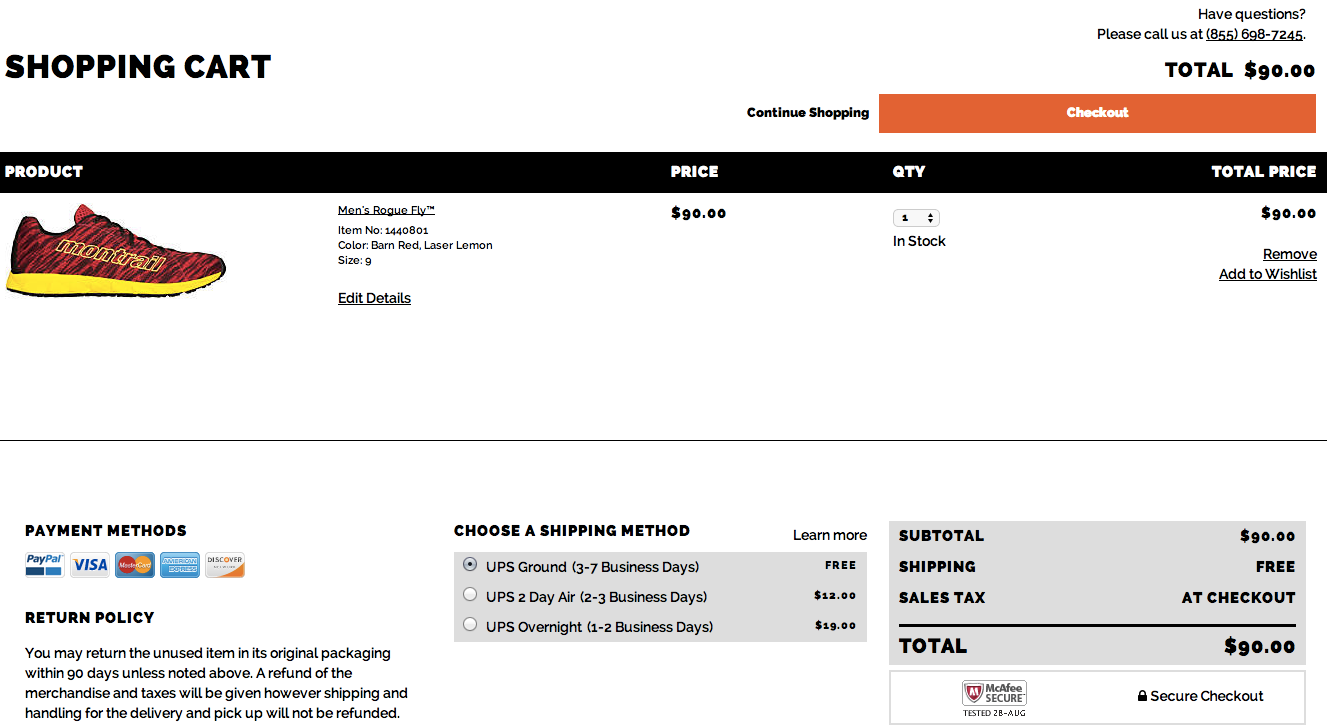 Have questions?
Please call us at (855) 698-7245.
SHOPPING CART
TOTAL $90.00
Continue Shopping
Checkout
PRODUCT PRICE QTY TOTAL PRICE
montrail
Men's Rogue Fly™
Item No: 1440801
Color: Barn Red, Laser Lemon
Size: 9
Edit Details
$90.00
1
In Stock
$90.00
Remove
Add to Wishlist
PAYMENT METHODS
PayPal VISA MasterCard AMERICAN EXPRESS DISCOVER
RETURN POLICY
You may return the unused item in its original packaging
within 90 days unless noted above. A refund of the
merchandise and taxes will be given however shipping and
handling for the delivery and pick up will not be refunded.
CHOOSE A SHIPPING METHOD
Learn more
UPS Ground (3-7 Business Days) FREE
UPS 2 Day Air (2-3 Business Days) $12.00
UPS Overnight (1-2 Business Days) $19.00
SUBTOTAL $90.00
SHIPPING FREE
SALES TAX AT CHECKOUT
TOTAL $90.00
McAfee
SECURE
TESTED 28-AUG
Secure Checkout